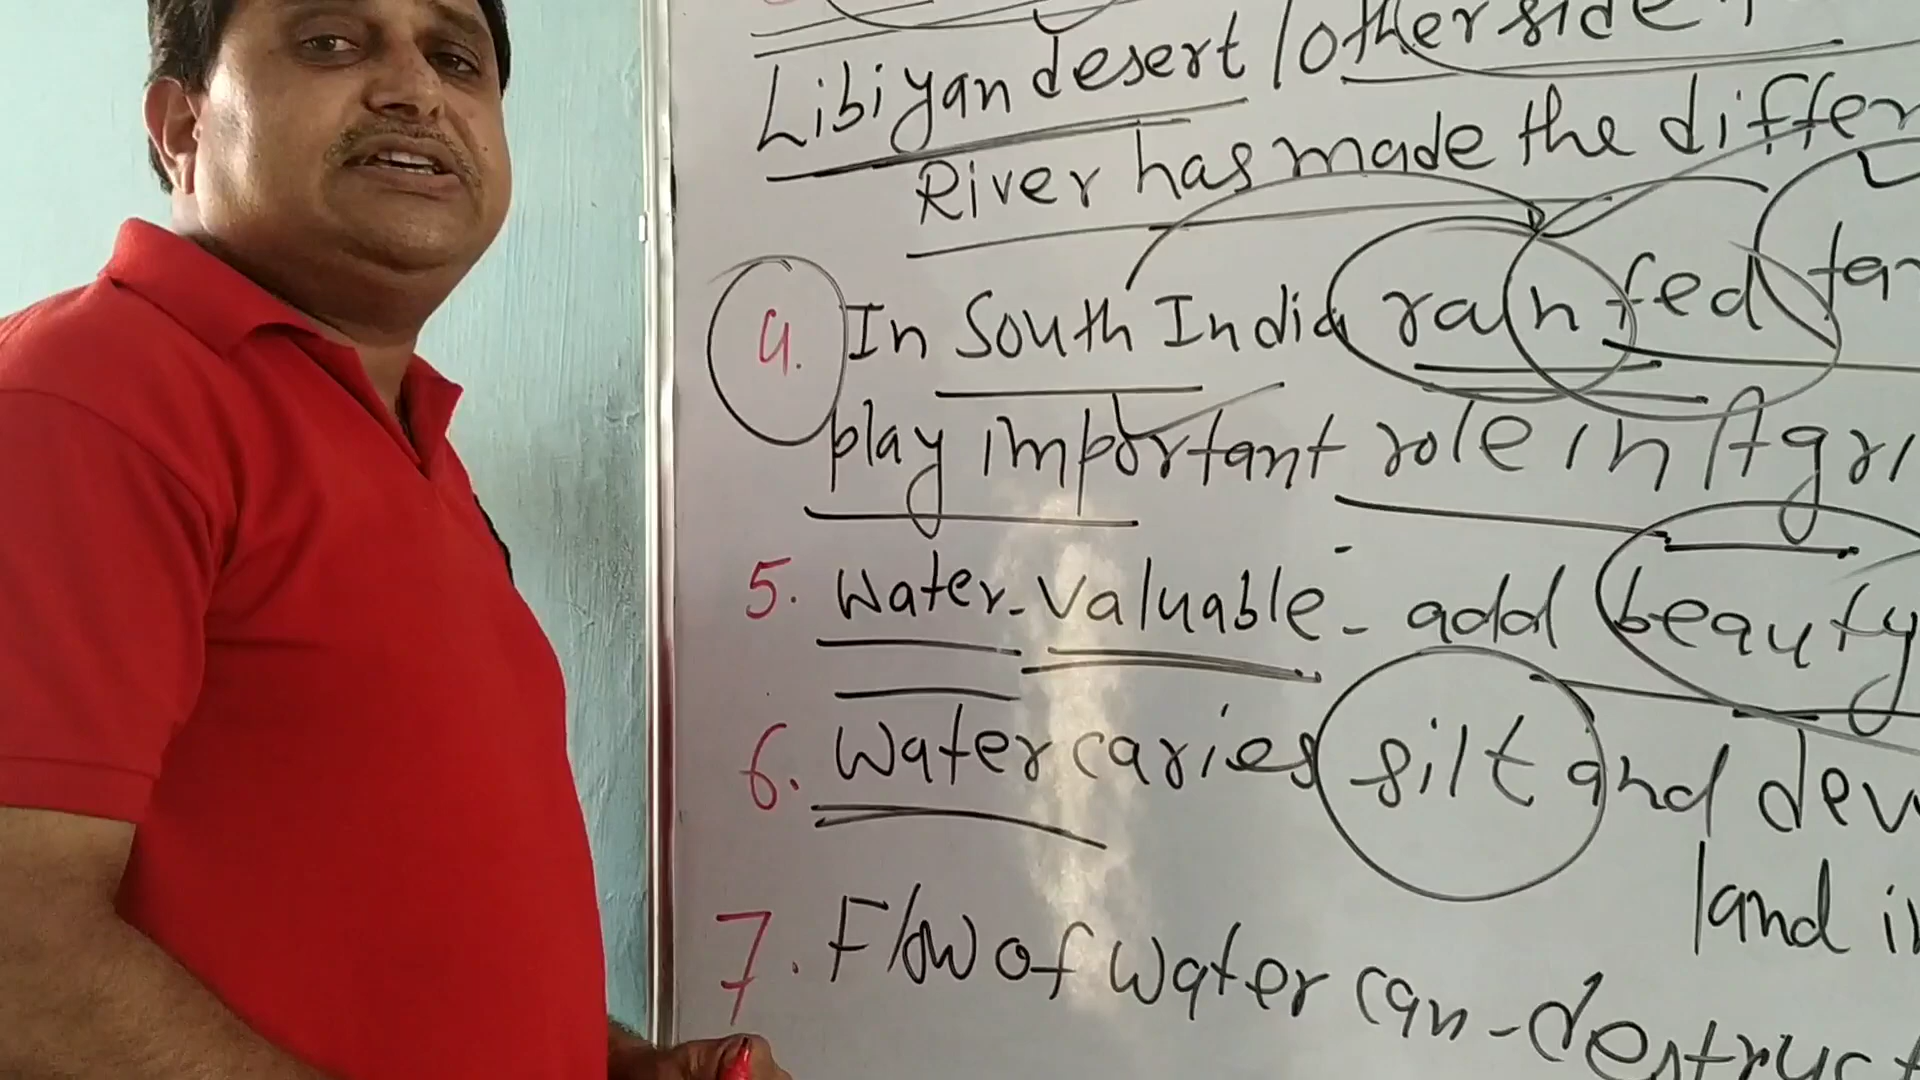 Libiyan desert / other side
River has made the differ
4. In South India rain fed tan
play important role in Agri
5. Water - Valuable - add beauty
6. Water caries silt and dev
land in
7. Flow of water can - destruct